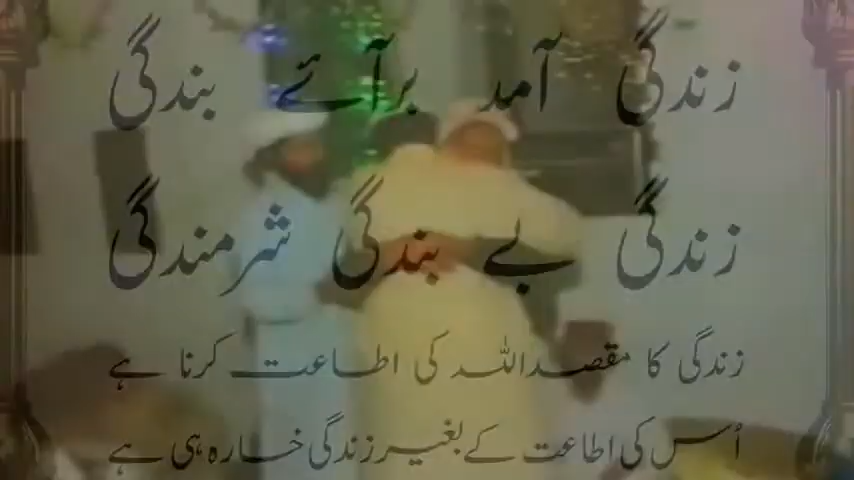 زندگی آمد برآئے بندگی
زندگی بے بندگی شرمندگی
زندگی کا مقصد اللہ کی اطاعت کرنا ہے
اُس کی اطاعت کے بغیر زندگی خسارہ ہی ہے